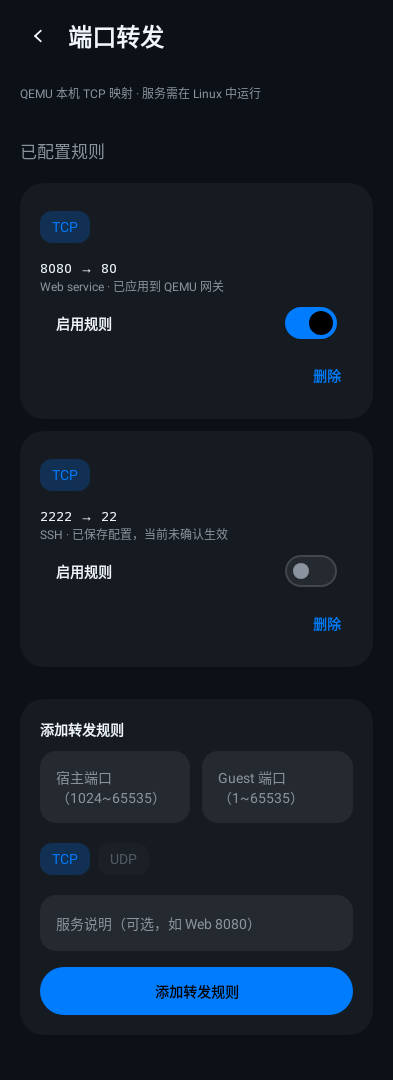 端口转发
QEMU 本机 TCP 映射 · 服务需在 Linux 中运行
已配置规则
TCP
8080 → 80
Web service · 已应用到 QEMU 网关
启用规则
删除
TCP
2222 → 22
SSH · 已保存配置，当前未确认生效
启用规则
删除
添加转发规则
宿主端口
（1024~65535）
Guest 端口
（1~65535）
TCP
UDP
服务说明（可选，如 Web 8080）
添加转发规则